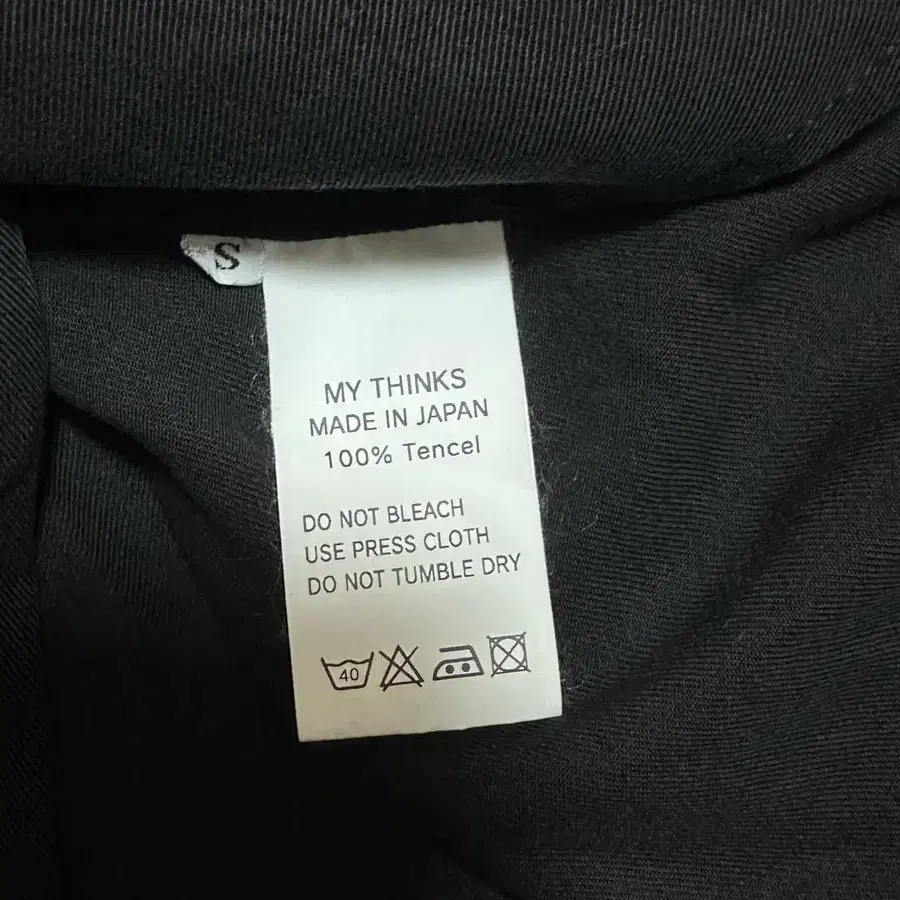 S
MY THINKS
MADE IN JAPAN
100% Tencel
DO NOT BLEACH
USE PRESS CLOTH
DO NOT TUMBLE DRY
40